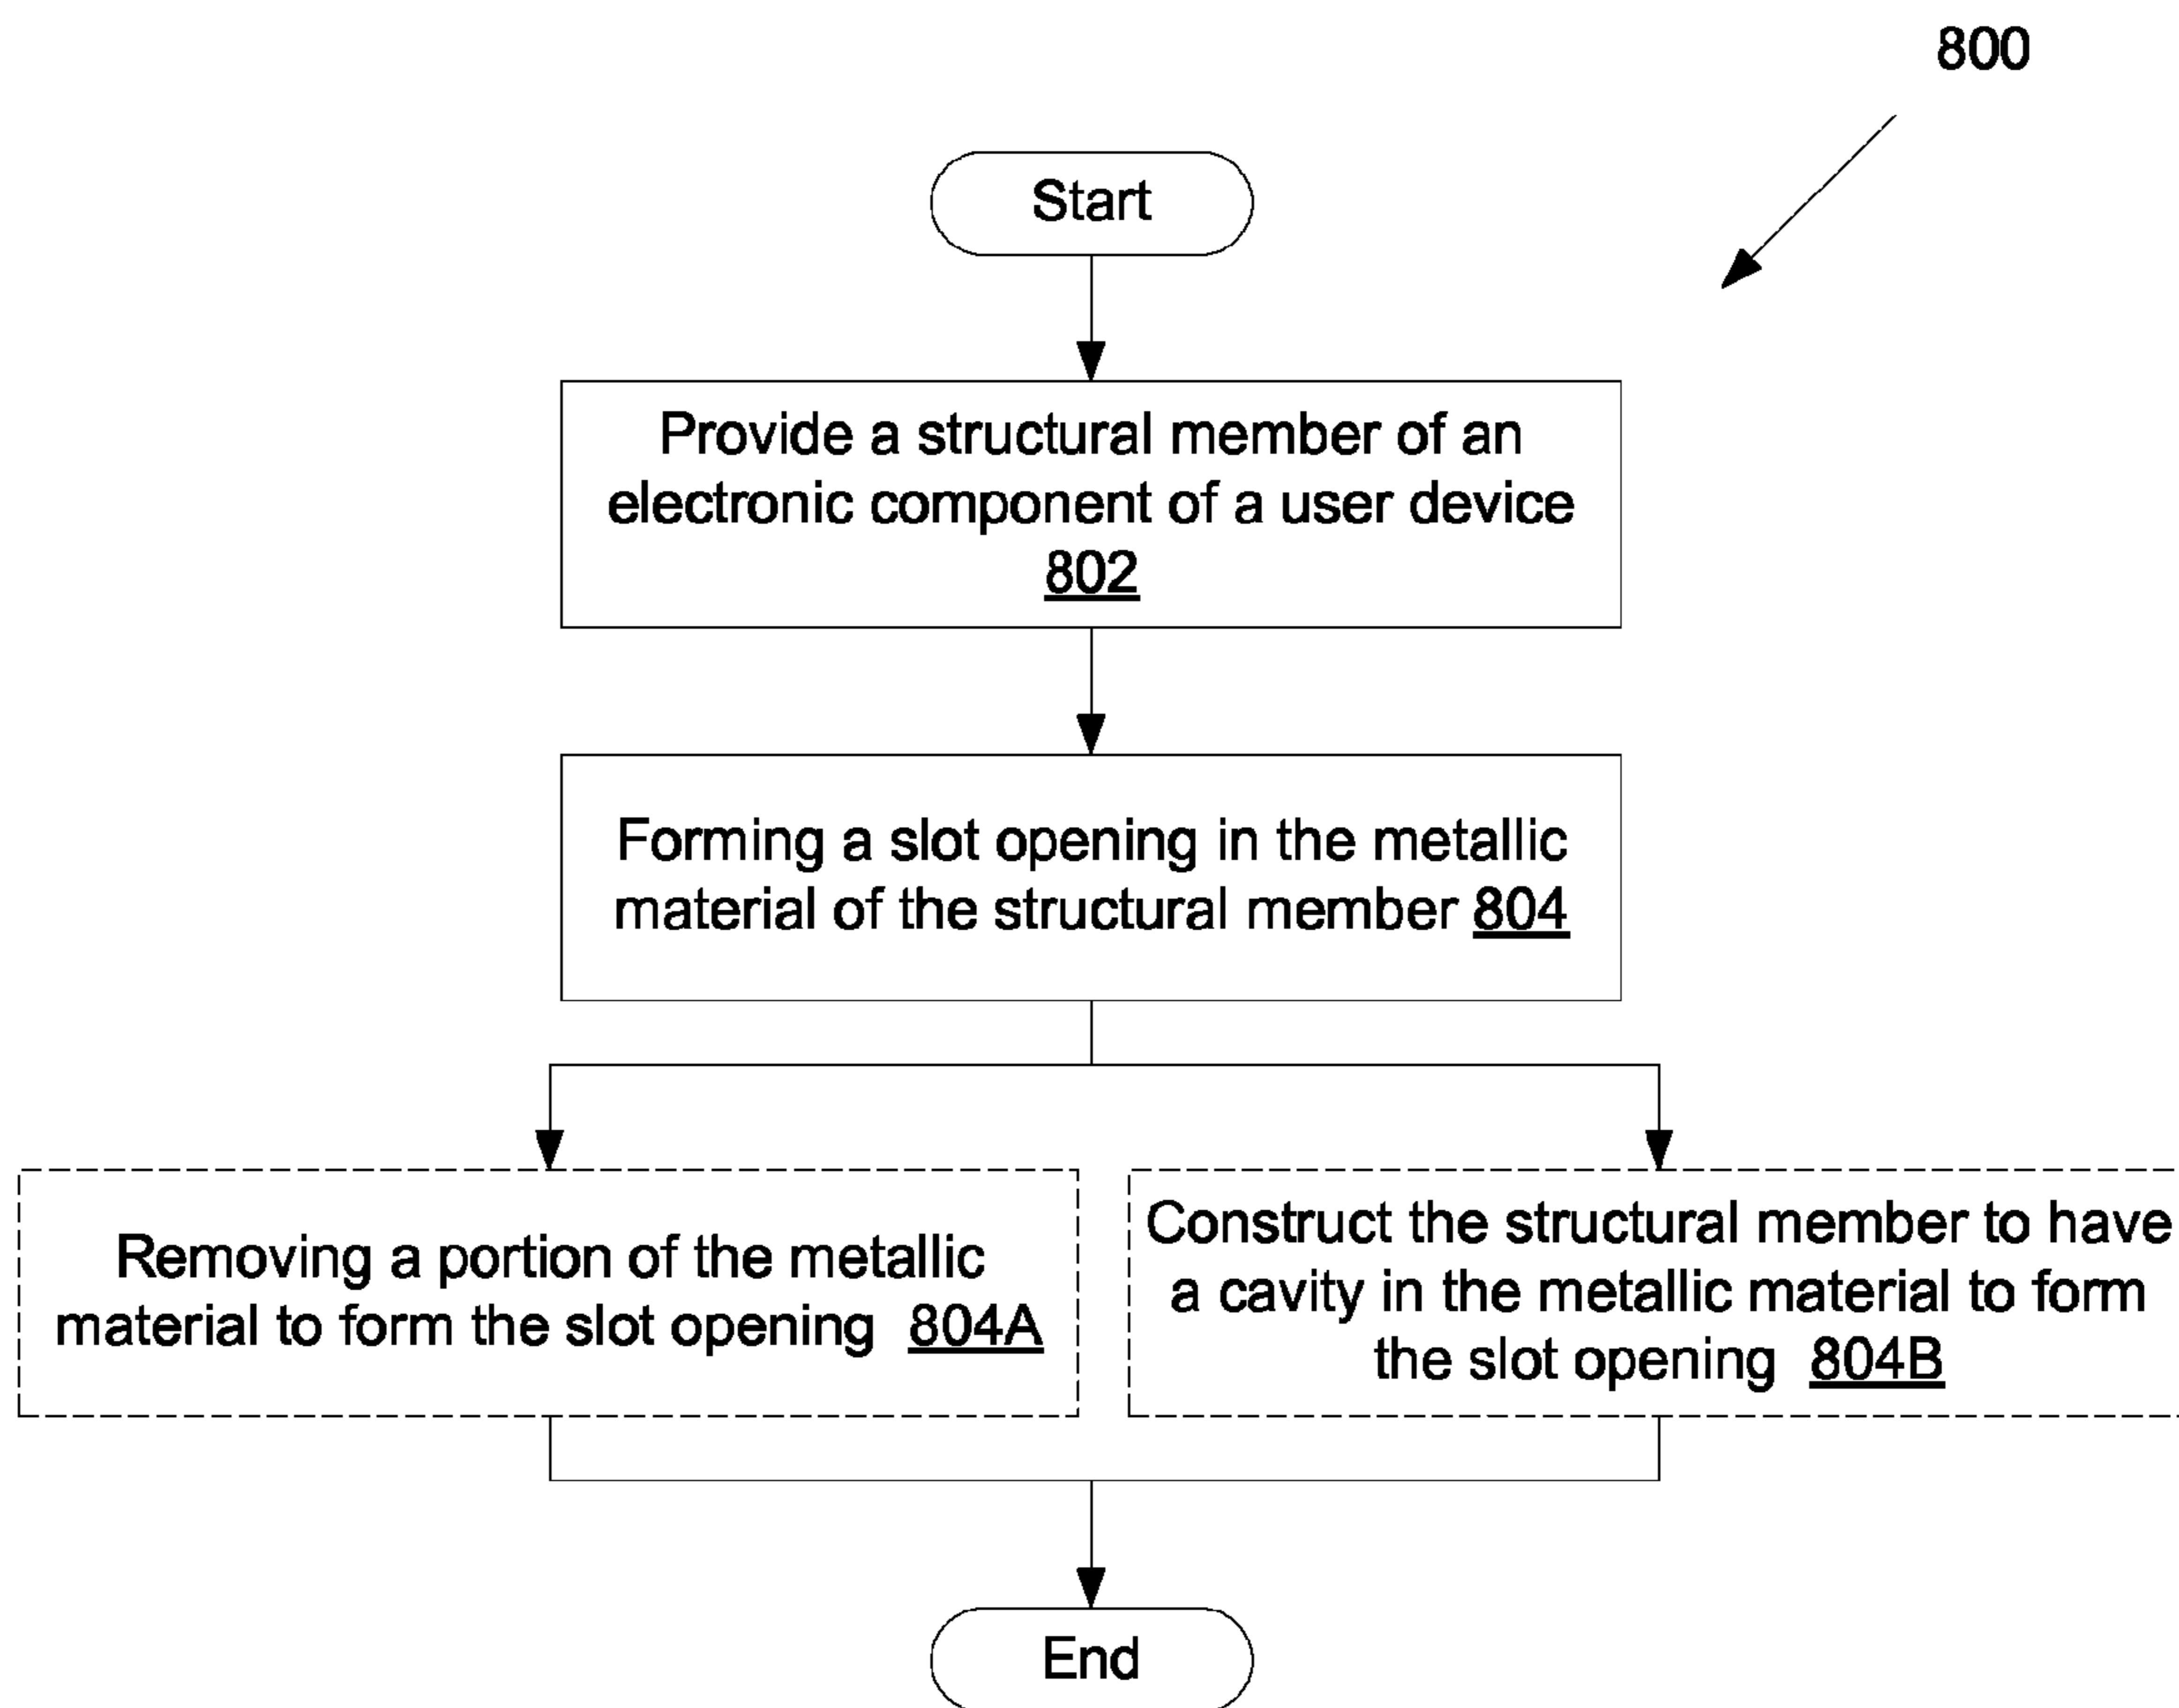 800
Start
Provide a structural member of an
electronic component of a user device
802
Forming a slot opening in the metallic
material of the structural member 804
Removing a portion of the metallic
material to form the slot opening 804A
Construct the structural member to have
a cavity in the metallic material to form
the slot opening 804B
End